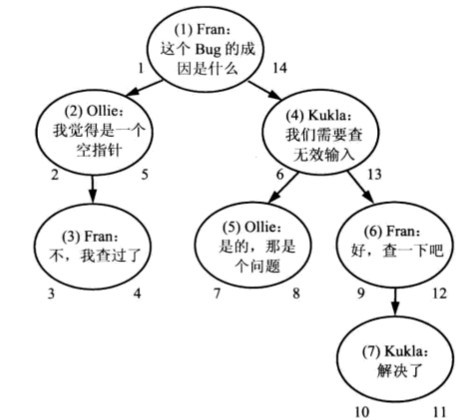 (1) Fran:
这个 Bug 的成
因是什么
1 14
(2) Ollie:
我觉得是一个
空指针
2 5
(4) Kukla:
我们需要查
无效输入
6 13
(3) Fran:
不，我查过了
3 4
(5) Ollie:
是的，那是
个问题
7 8
(6) Fran:
好，查一下吧
9 12
(7) Kukla:
解决了
10 11